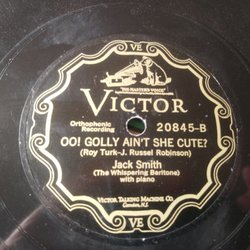 VE
"HIS MASTER'S VOICE"
VICTOR
Orthophonic
Recording
20845-B
OO! GOLLY AIN'T SHE CUTE?
(Roy Turk-J. Russel Robinson)
Jack Smith
(The Whispering Baritone)
with piano
VICTOR TALKING MACHINE CO.
Camden, N.J.
VE